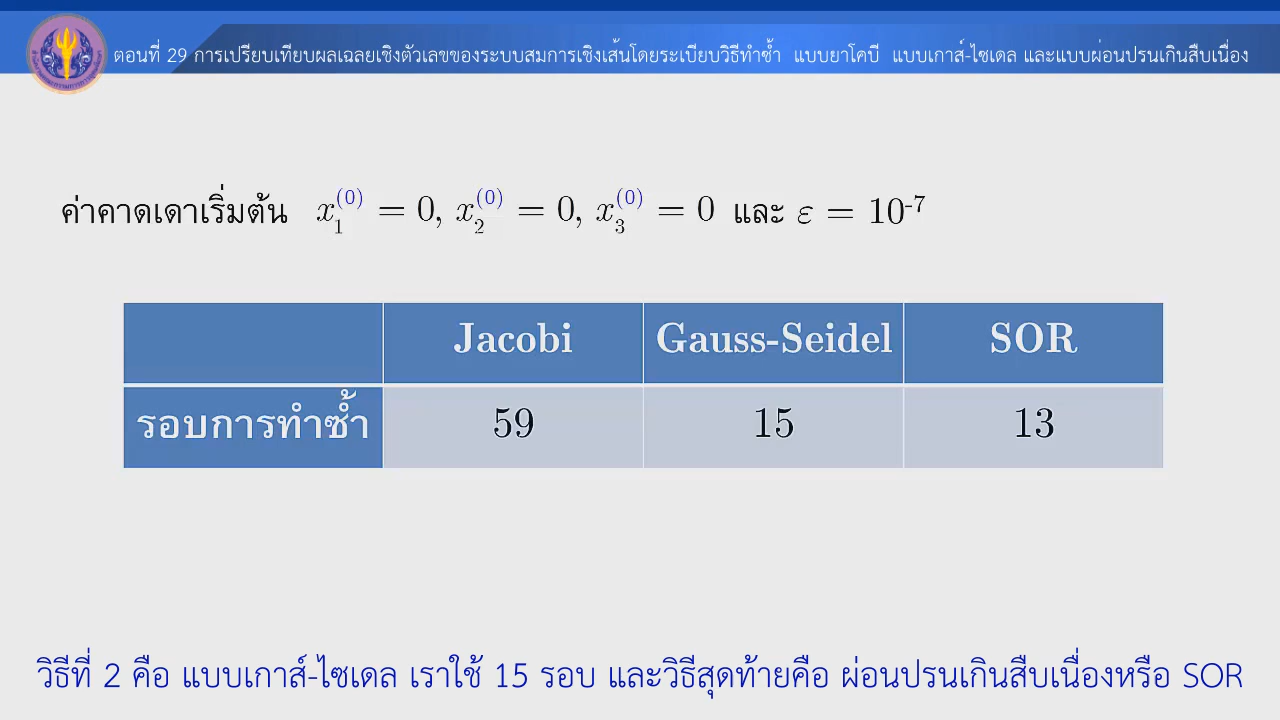 ตอนที่ 29 การเปรียบเทียบผลเฉลยเชิงตัวเลขของระบบสมการเชิงเส้นโดยระเบียบวิธีทำซ้ำ แบบยาโคบี แบบเกาส์-ไซเดล และแบบผ่อนปรนเกินสืบเนื่อง
ค่าคาดเดาเริ่มต้น x₁⁽⁰⁾ = 0, x₂⁽⁰⁾ = 0, x₃⁽⁰⁾ = 0 และ ε = 10⁻⁷
Jacobi Gauss-Seidel SOR
รอบการทำซ้ำ 59 15 13
วิธีที่ 2 คือ แบบเกาส์-ไซเดล เราใช้ 15 รอบ และวิธีสุดท้ายคือ ผ่อนปรนเกินสืบเนื่องหรือ SOR